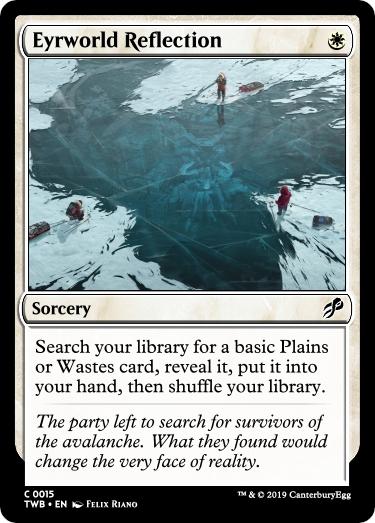 Eyrworld Reflection
Sorcery
Search your library for a basic Plains
or Wastes card, reveal it, put it into
your hand, then shuffle your library.
The party left to search for survivors of
the avalanche. What they found would
change the very face of reality.
C 0015
TWB • EN Felix Riano
™ & © 2019 CanterburyEgg